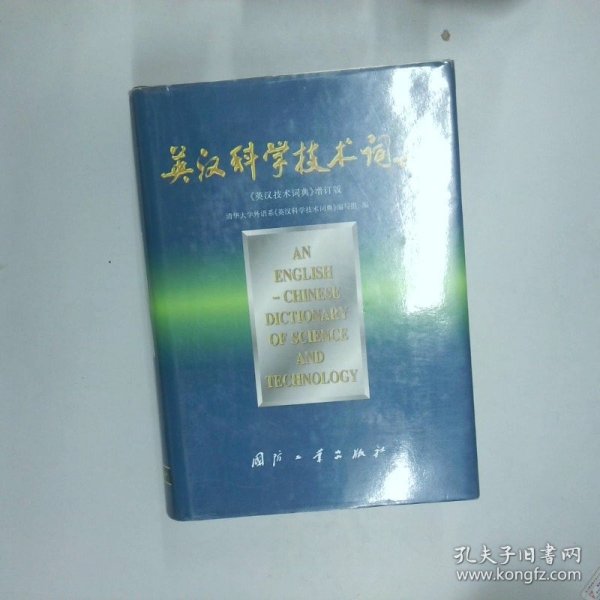 英汉科学技术词
《英汉技术词典》增订版
清华大学外语系《英汉科学技术词典》编写组 编
AN
ENGLISH
-CHINESE
DICTIONARY
OF SCIENCE
AND
TECHNOLOGY
国防工业出版社
孔夫子旧书网
www.kongfz.com